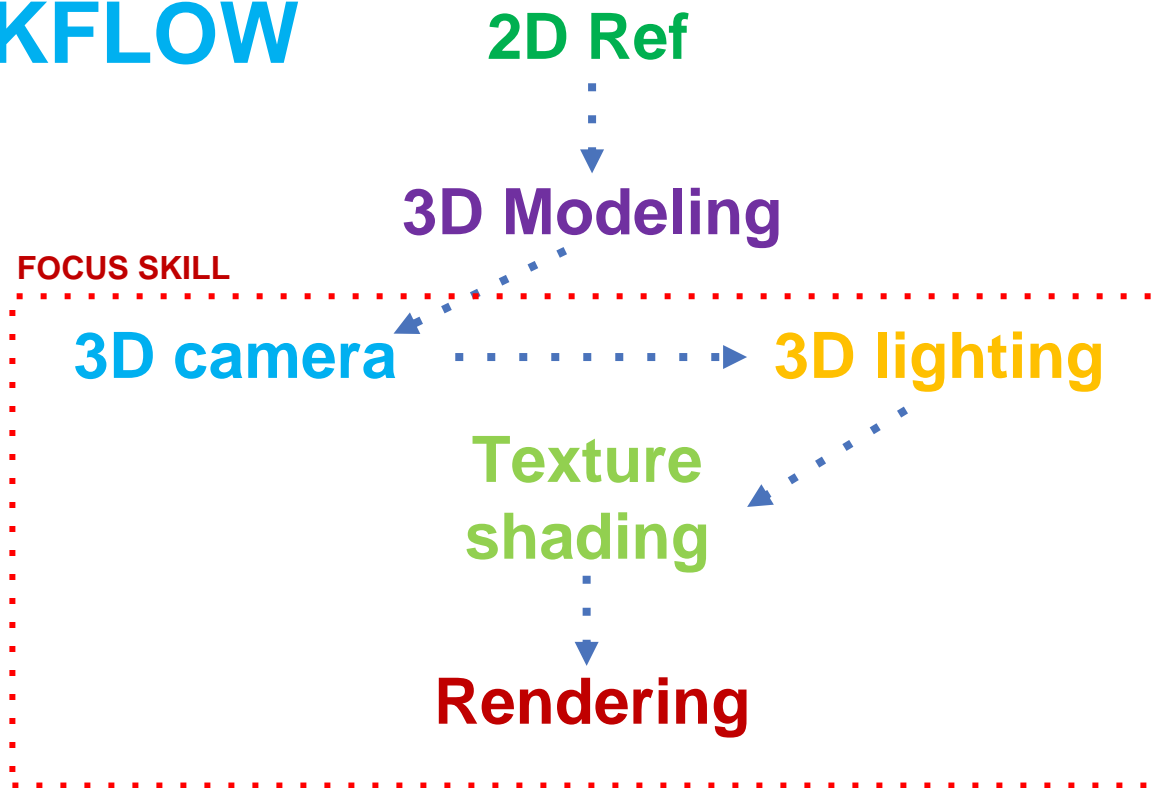 KFLOW
2D Ref
3D Modeling
FOCUS SKILL
3D camera
3D lighting
Texture
shading
Rendering